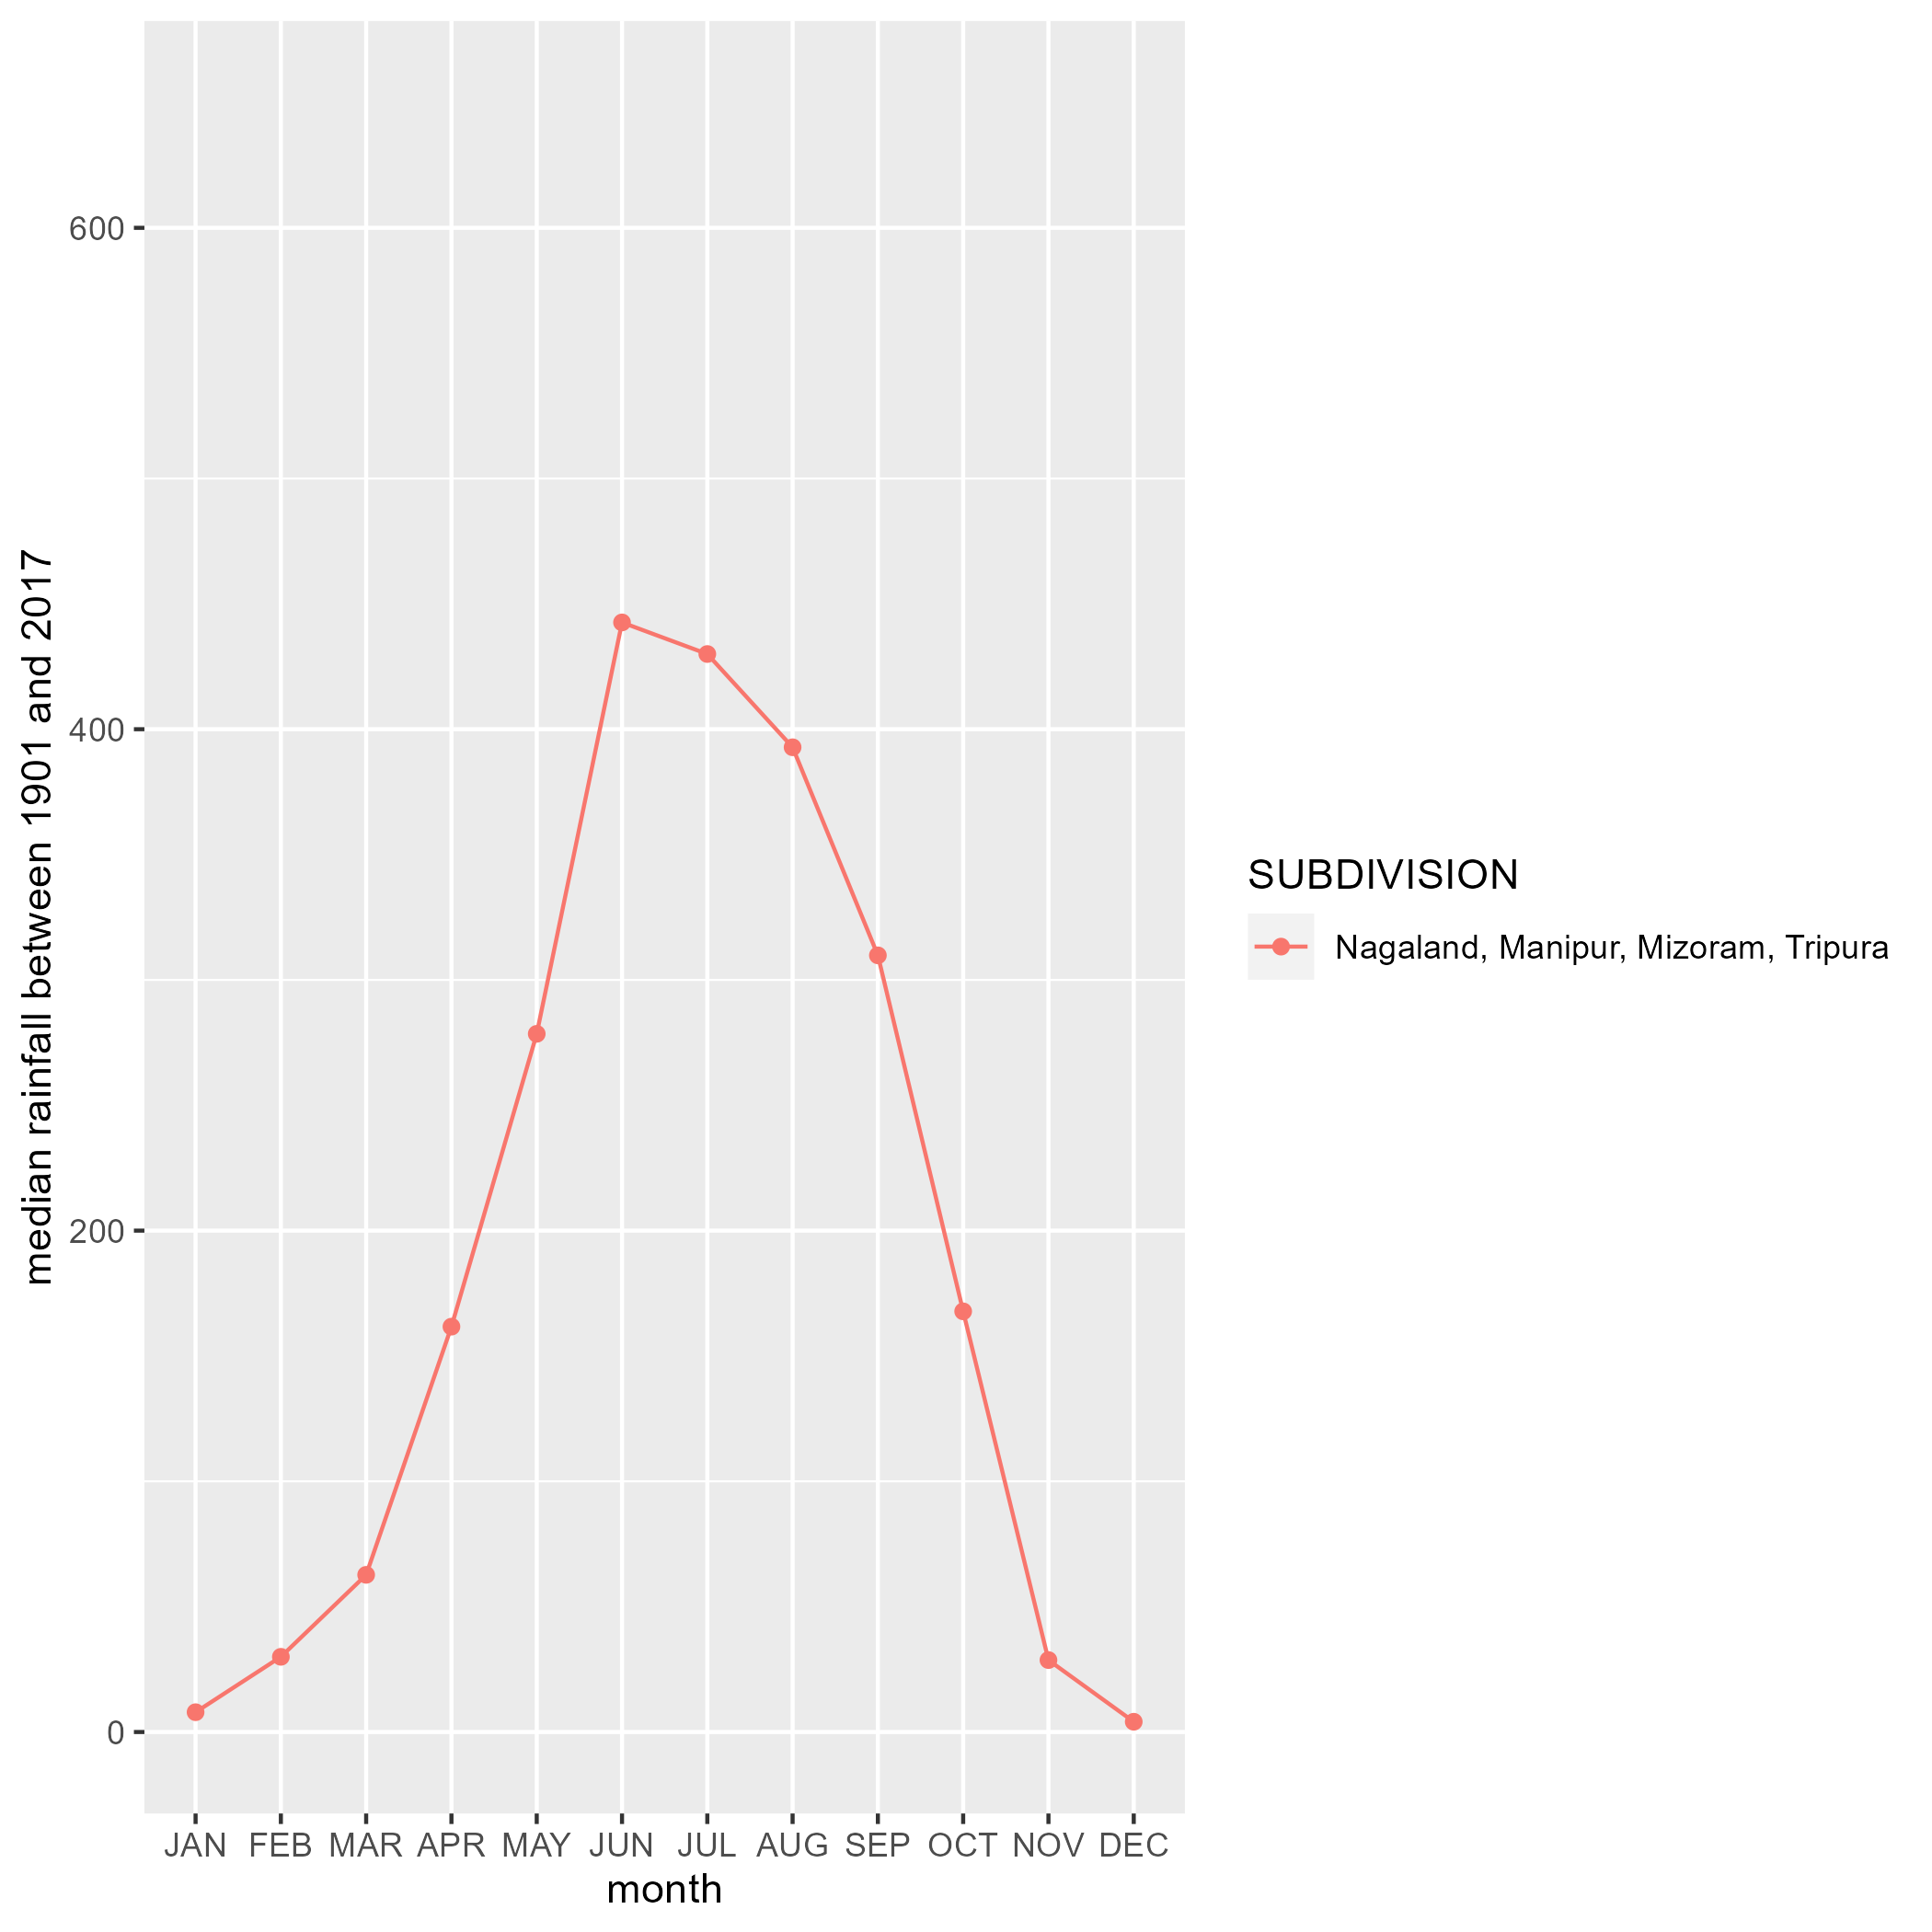 median rainfall between 1901 and 2017
600
400
200
0
JAN FEB MAR APR MAY JUN JUL AUG SEP OCT NOV DEC
month
SUBDIVISION
Nagaland, Manipur, Mizoram, Tripura